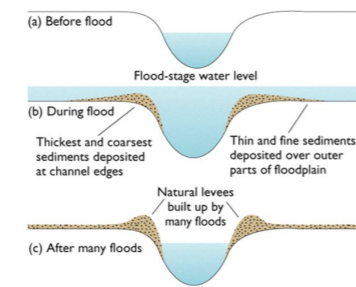 (a) Before flood
Flood-stage water level
(b) During flood
Thickest and coarsest
sediments deposited
at channel edges
Thin and fine sediments
deposited over outer
parts of floodplain
Natural levees
built up by
many floods
(c) After many floods